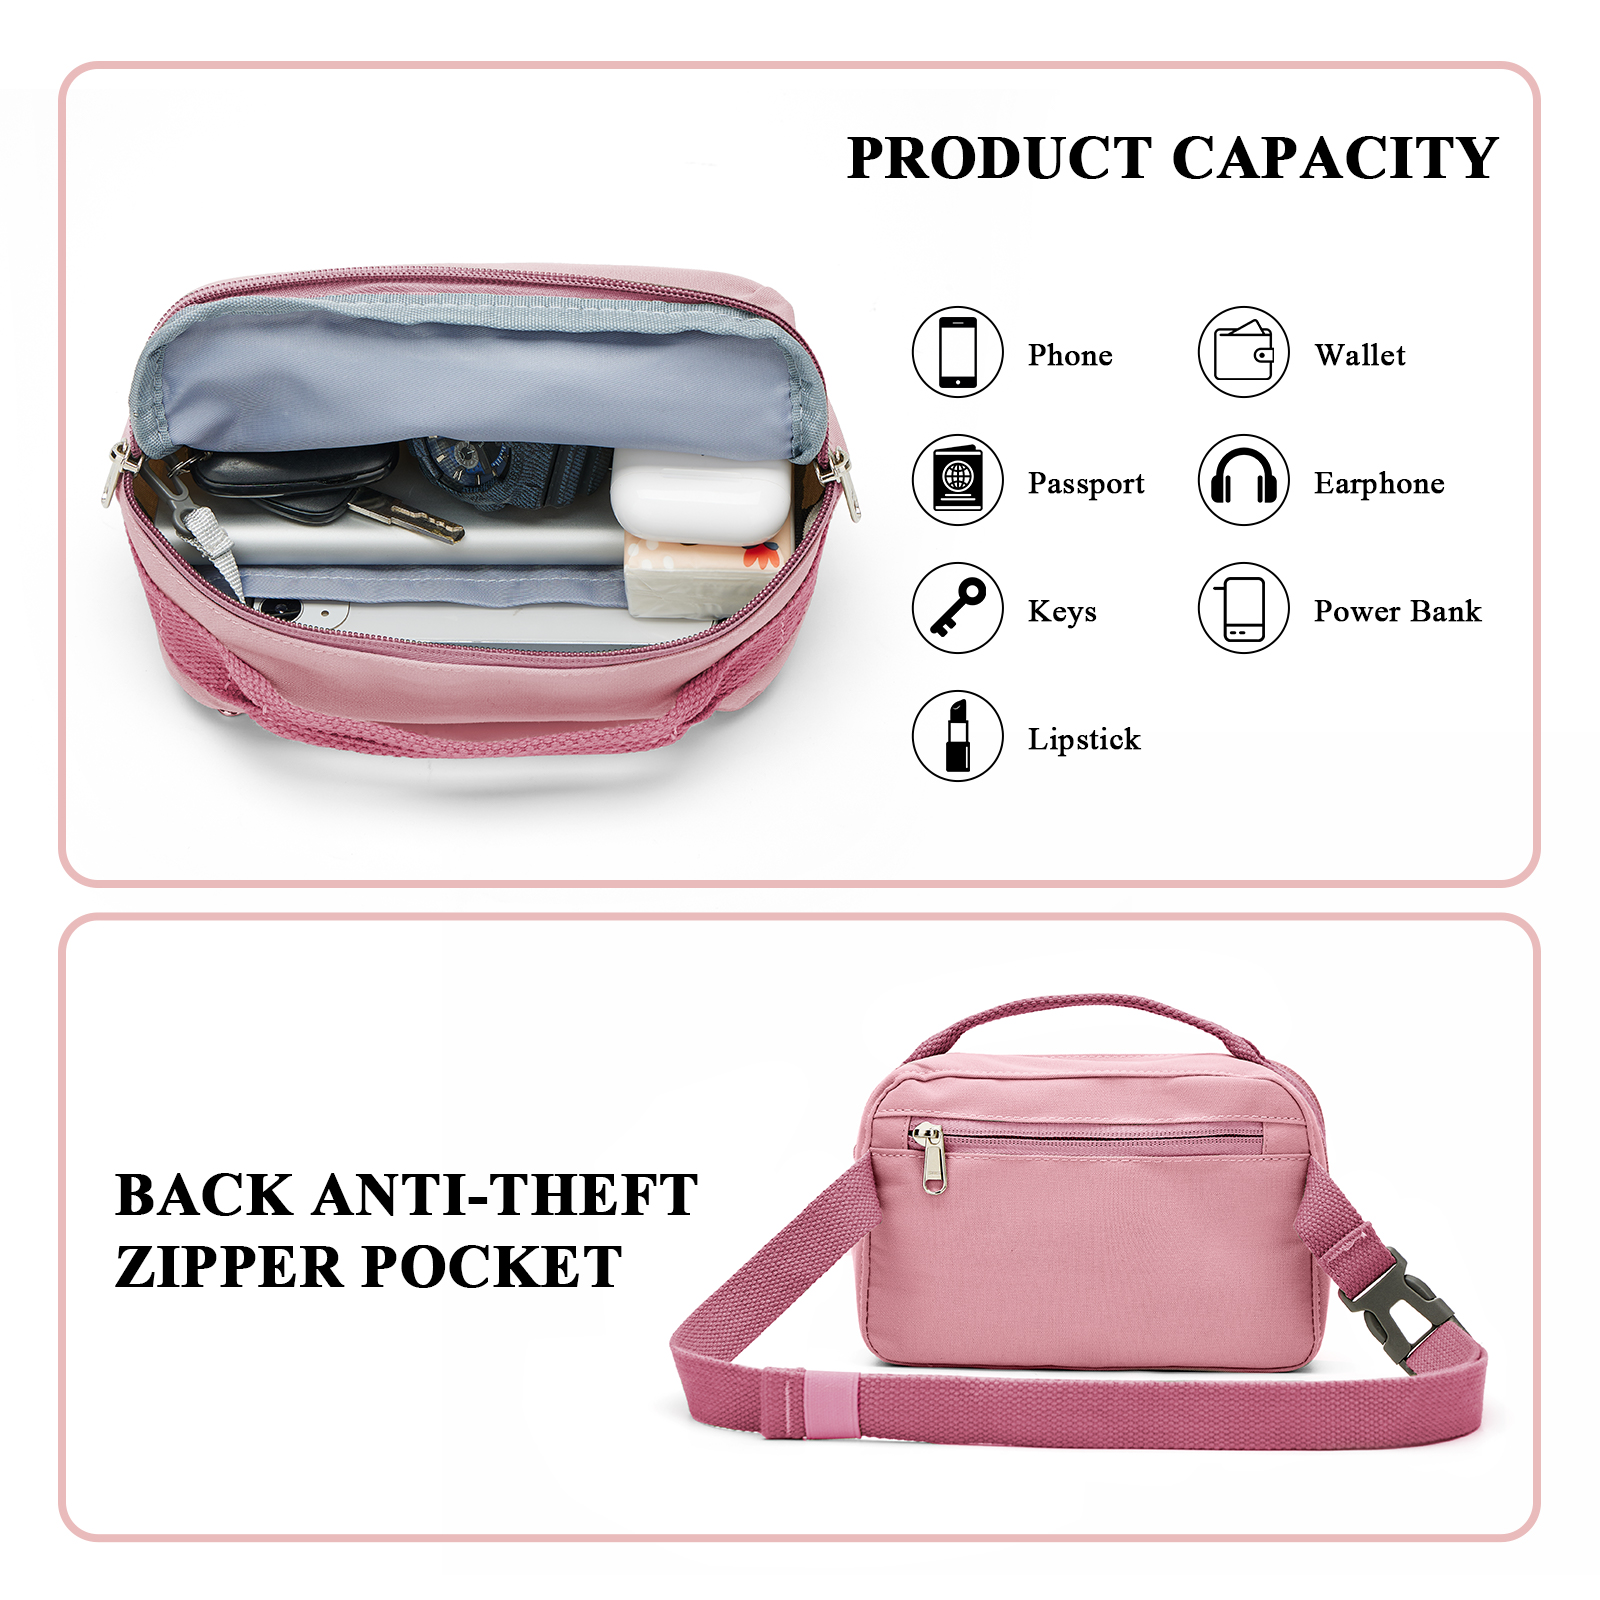 PRODUCT CAPACITY
Phone
Wallet
Passport
Earphone
Keys
Power Bank
Lipstick
BACK ANTI-THEFT
ZIPPER POCKET